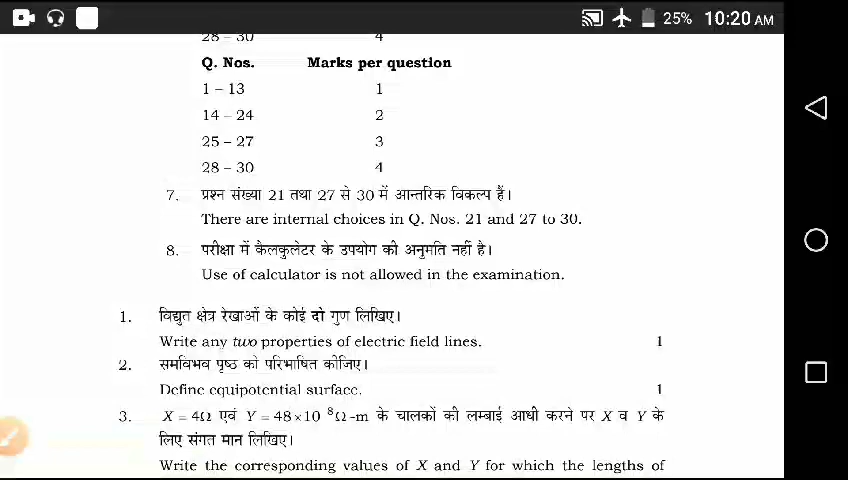 25% 10:20 AM
28 – 30 4
Q. Nos. Marks per question
1 – 13 1
14 – 24 2
25 – 27 3
28 – 30 4
7. प्रश्न संख्या 21 तथा 27 से 30 में आन्तरिक विकल्प हैं।
There are internal choices in Q. Nos. 21 and 27 to 30.
8. परीक्षा में कैलकुलेटर के उपयोग की अनुमति नहीं है।
Use of calculator is not allowed in the examination.
1. विद्युत क्षेत्र रेखाओं के कोई दो गुण लिखिए।
Write any two properties of electric field lines. 1
2. समविभव पृष्ठ को परिभाषित कीजिए।
Define equipotential surface. 1
3. X = 4Ω एवं Y = 48×10 ⁸Ω-m के चालकों की लम्बाई आधी करने पर X व Y के
लिए संगत मान लिखिए।
Write the corresponding values of X and Y for which the lengths of